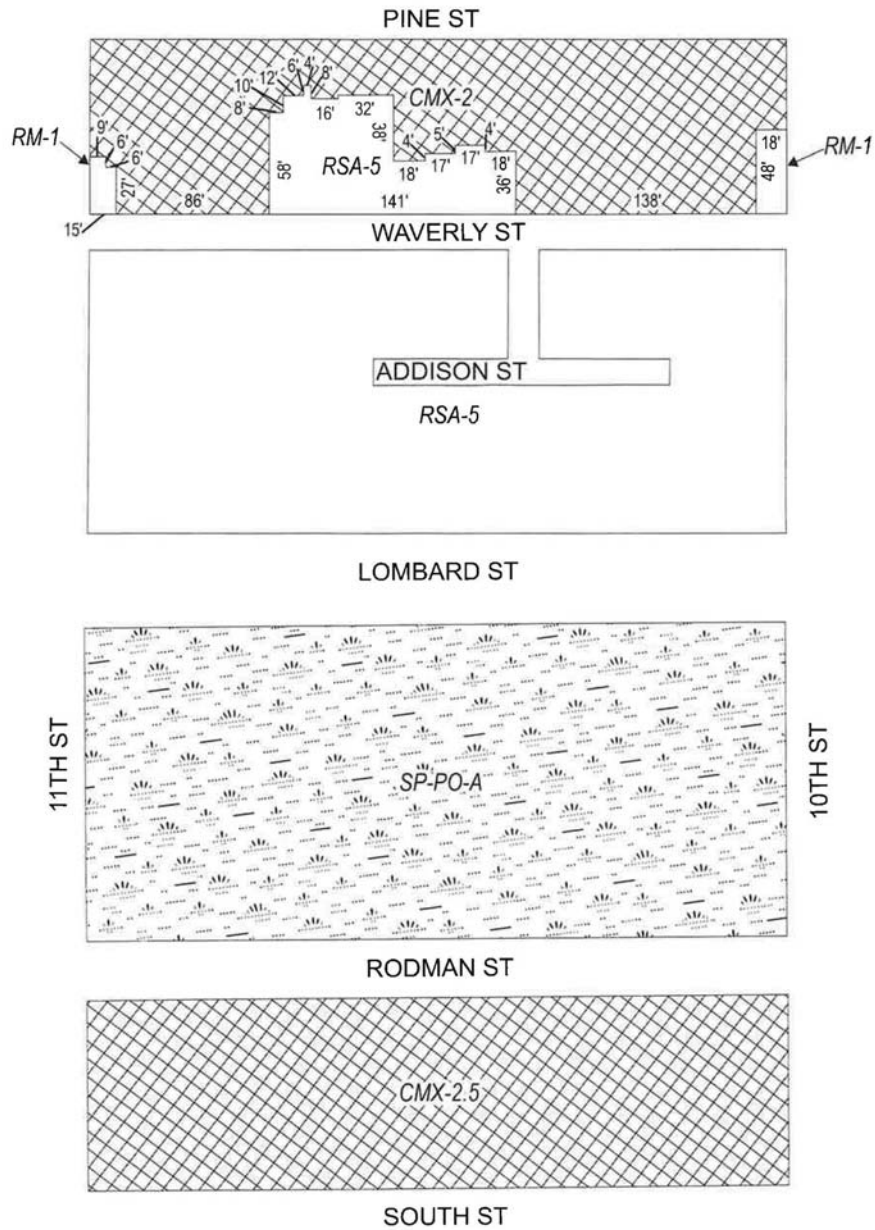 PINE ST
6' 4'
12' 8'
10'
8'
CMX-2
16' 32'
38'
9'
RM-1
6'
6'
27'
58'
RSA-5
4' 5' 4'
18' 17' 17' 18'
36'
18'
48'
RM-1
86' 141' 138'
15'
WAVERLY ST
ADDISON ST
RSA-5
LOMBARD ST
11TH ST
SP-PO-A
10TH ST
RODMAN ST
CMX-2.5
SOUTH ST